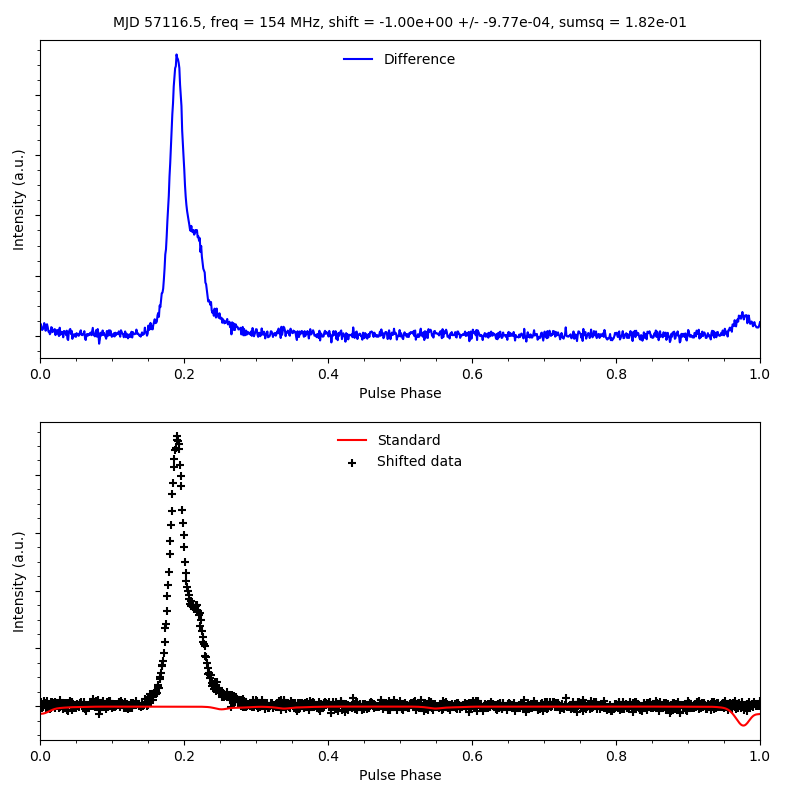 MJD 57116.5, freq = 154 MHz, shift = -1.00e+00 +/- -9.77e-04, sumsq = 1.82e-01
Difference
Intensity (a.u.)
0.0 0.2 0.4 0.6 0.8 1.0
Pulse Phase
Standard
Shifted data
Intensity (a.u.)
0.0 0.2 0.4 0.6 0.8 1.0
Pulse Phase